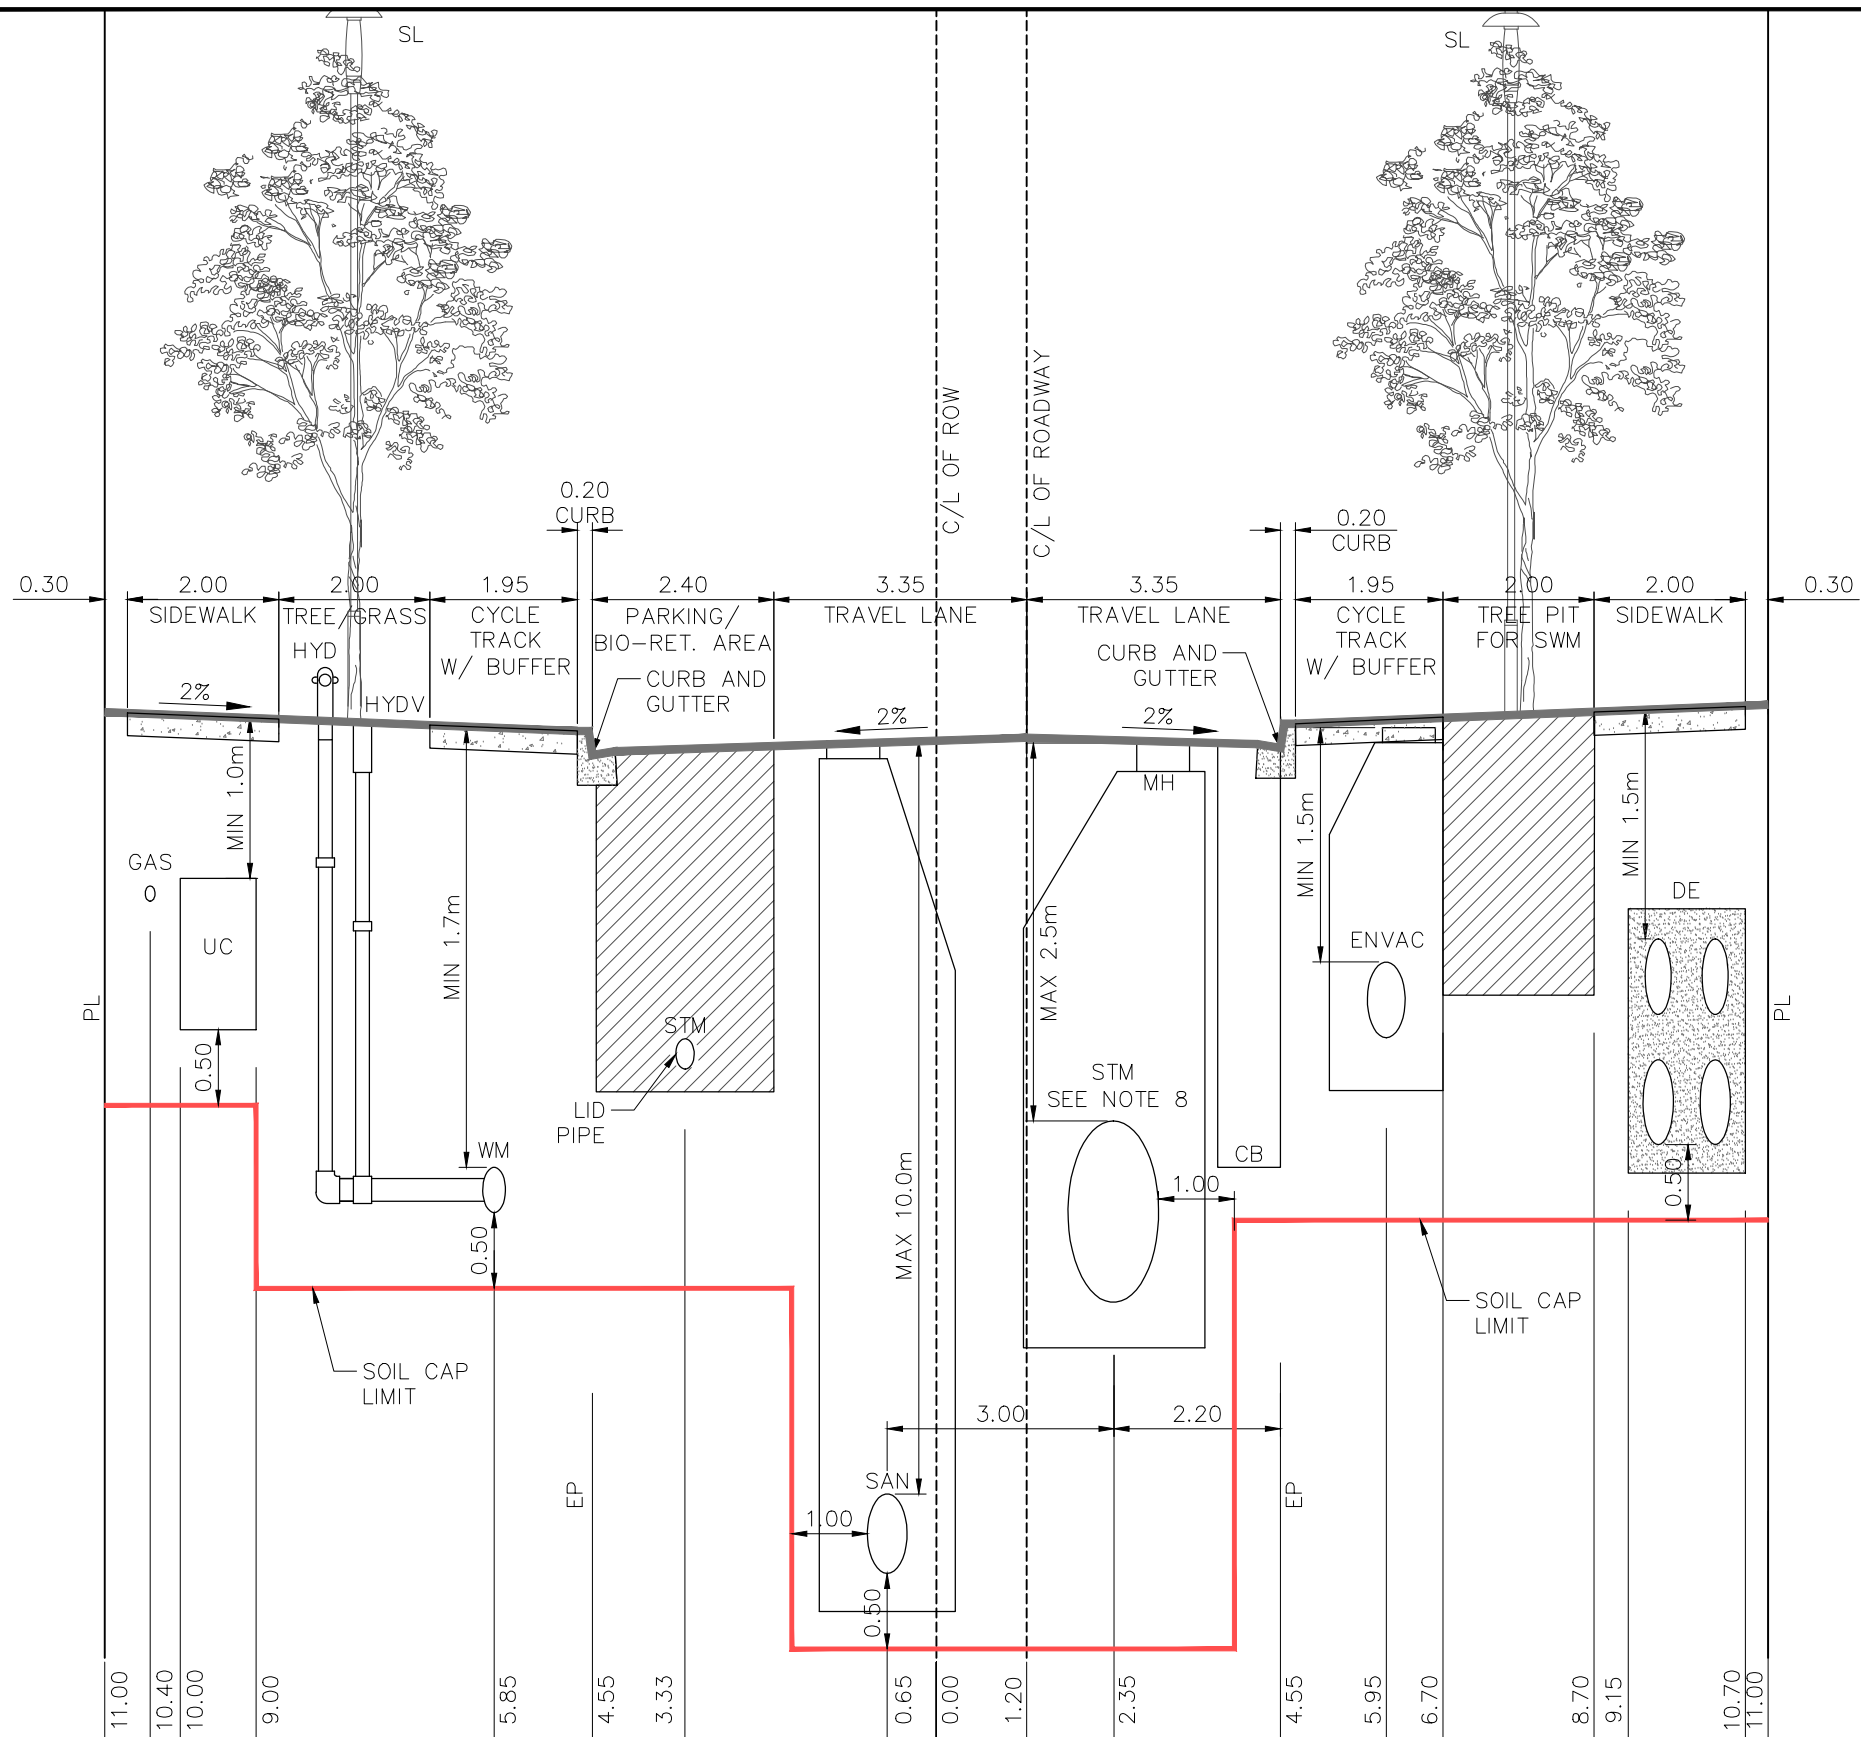 SL
SL
C/L OF ROW
C/L OF ROADWAY
0.20
CURB
0.20
CURB
0.30
2.00
2.00
1.95
2.40
3.35
3.35
1.95
2.00
2.00
0.30
SIDEWALK
TREE/GRASS
CYCLE
TRACK
W/ BUFFER
PARKING/
BIO-RET. AREA
TRAVEL LANE
TRAVEL LANE
CYCLE
TRACK
W/ BUFFER
TREE PIT
FOR SWM
SIDEWALK
HYD
HYDV
CURB AND
GUTTER
CURB AND
GUTTER
2%
2%
2%
MH
MIN 1.0m
GAS
UC
MIN 1.7m
MAX 2.5m
MIN 1.5m
MIN 1.5m
DE
ENVAC
PL
PL
0.50
STM
LID
PIPE
STM
SEE NOTE 8
WM
CB
0.50
MAX 10.0m
1.00
0.50
SOIL CAP
LIMIT
SOIL CAP
LIMIT
3.00
2.20
SAN
EP
EP
1.00
0.50
11.00
10.40
10.00
9.00
5.85
4.55
3.33
0.65
0.00
1.20
2.35
4.55
5.95
6.70
8.70
9.15
10.70
11.00